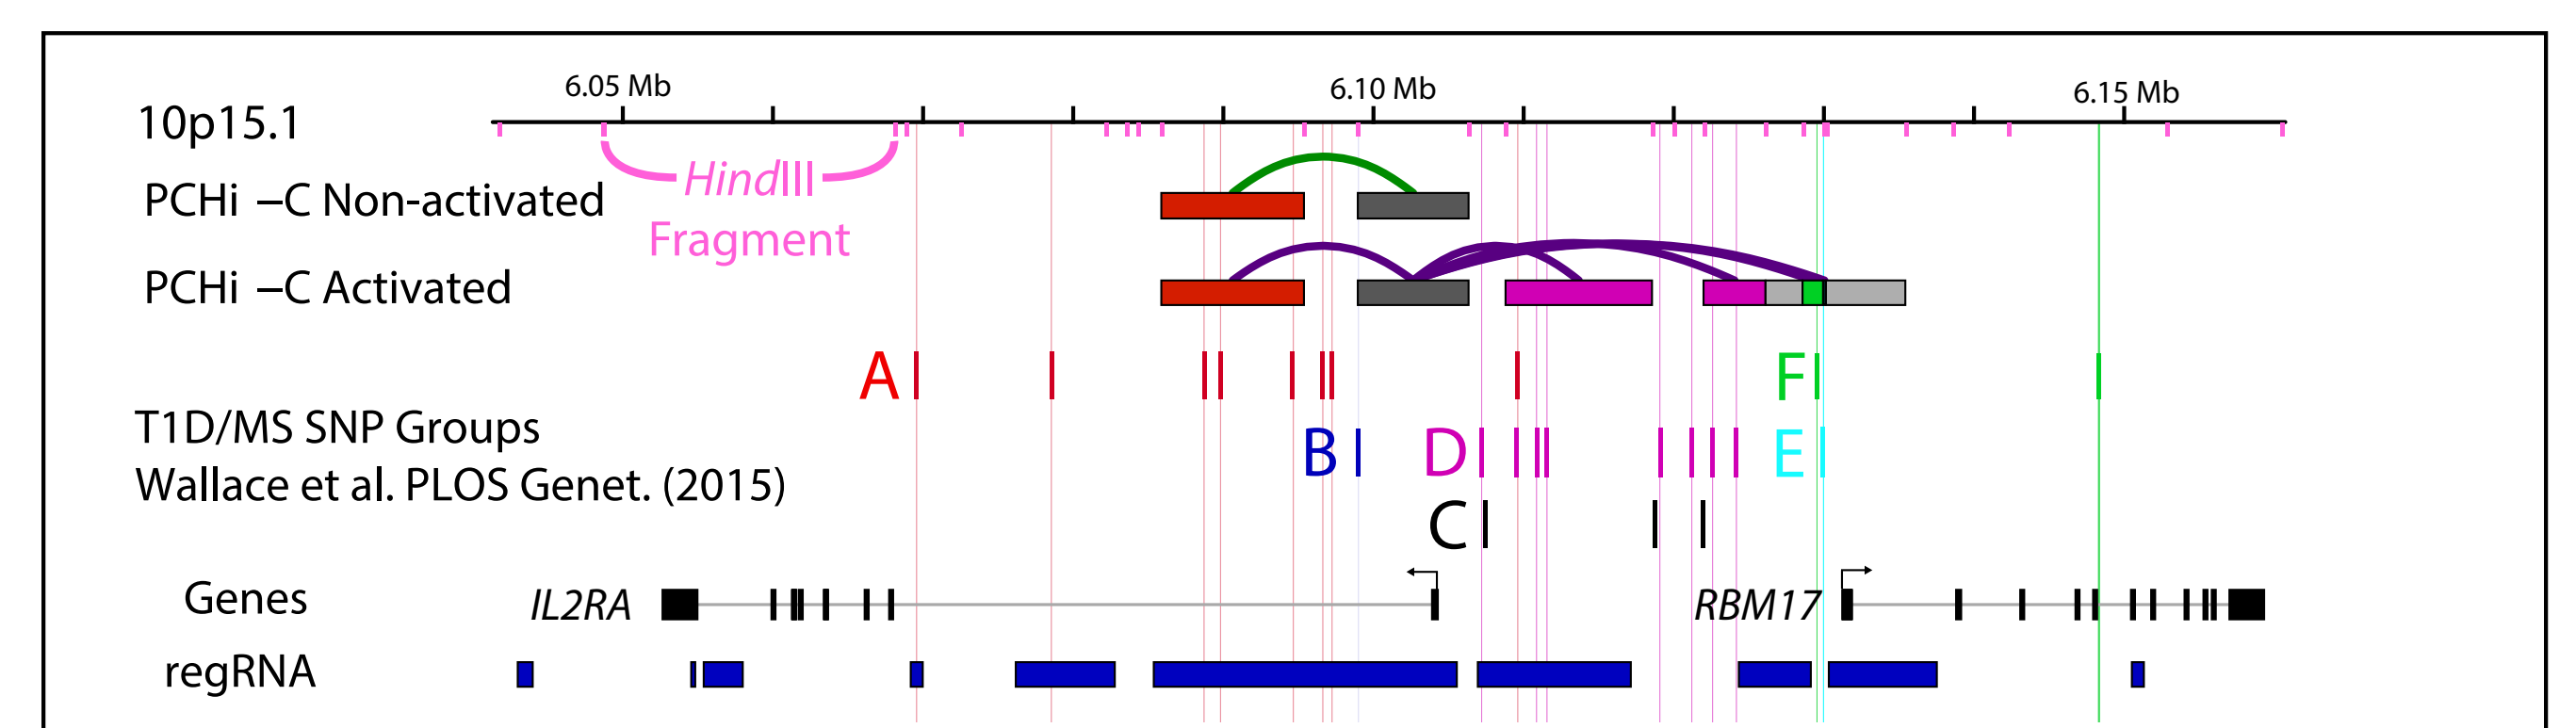 6.05 Mb 6.10 Mb 6.15 Mb
10p15.1
HindIII
Fragment
PCHi –C Non-activated
PCHi –C Activated
A F
T1D/MS SNP Groups
B D E
Wallace et al. PLOS Genet. (2015)
C
Genes IL2RA RBM17
regRNA